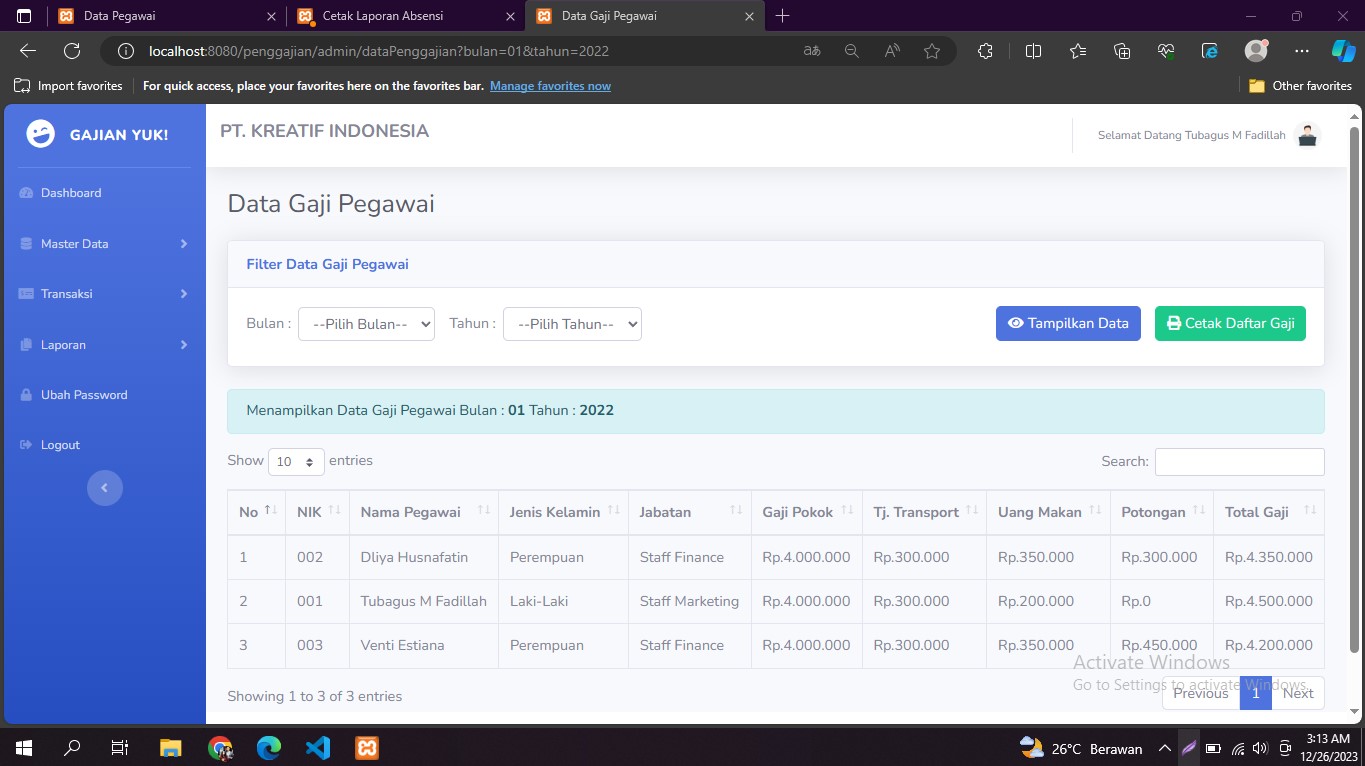 Data Pegawai
Cetak Laporan Absensi
Data Gaji Pegawai
localhost:8080/penggajian/admin/dataPenggajian?bulan=01&tahun=2022
aあ
Import favorites
For quick access, place your favorites here on the favorites bar. Manage favorites now
Other favorites
GAJIAN YUK!
PT. KREATIF INDONESIA
Selamat Datang Tubagus M Fadillah
Dashboard
Master Data
Transaksi
Laporan
Ubah Password
Logout
Data Gaji Pegawai
Filter Data Gaji Pegawai
Bulan : --Pilih Bulan-- Tahun : --Pilih Tahun-- Tampilkan Data Cetak Daftar Gaji
Menampilkan Data Gaji Pegawai Bulan : 01 Tahun : 2022
Show 10 entries Search:
No NIK Nama Pegawai Jenis Kelamin Jabatan Gaji Pokok Tj. Transport Uang Makan Potongan Total Gaji
1 002 Dliya Husnafatin Perempuan Staff Finance Rp.4.000.000 Rp.300.000 Rp.350.000 Rp.300.000 Rp.4.350.000
2 001 Tubagus M Fadillah Laki-Laki Staff Marketing Rp.4.000.000 Rp.300.000 Rp.200.000 Rp.0 Rp.4.500.000
3 003 Venti Estiana Perempuan Staff Finance Rp.4.000.000 Rp.300.000 Rp.350.000 Rp.450.000 Rp.4.200.000
Activate Windows
Go to Settings to activate Windows.
Showing 1 to 3 of 3 entries Previous 1 Next
26°C Berawan
3:13 AM
12/26/2023